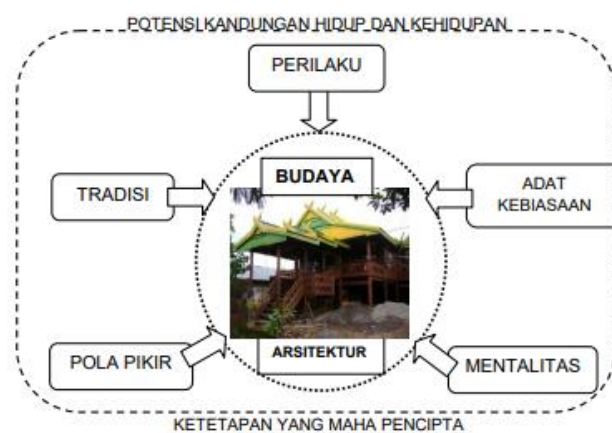 POTENSI KANDUNGAN HIDUP DAN KEHIDUPAN
PERILAKU
BUDAYA
TRADISI
ADAT
KEBIASAAN
POLA PIKIR
ARSITEKTUR
MENTALITAS
KETETAPAN YANG MAHA PENCIPTA